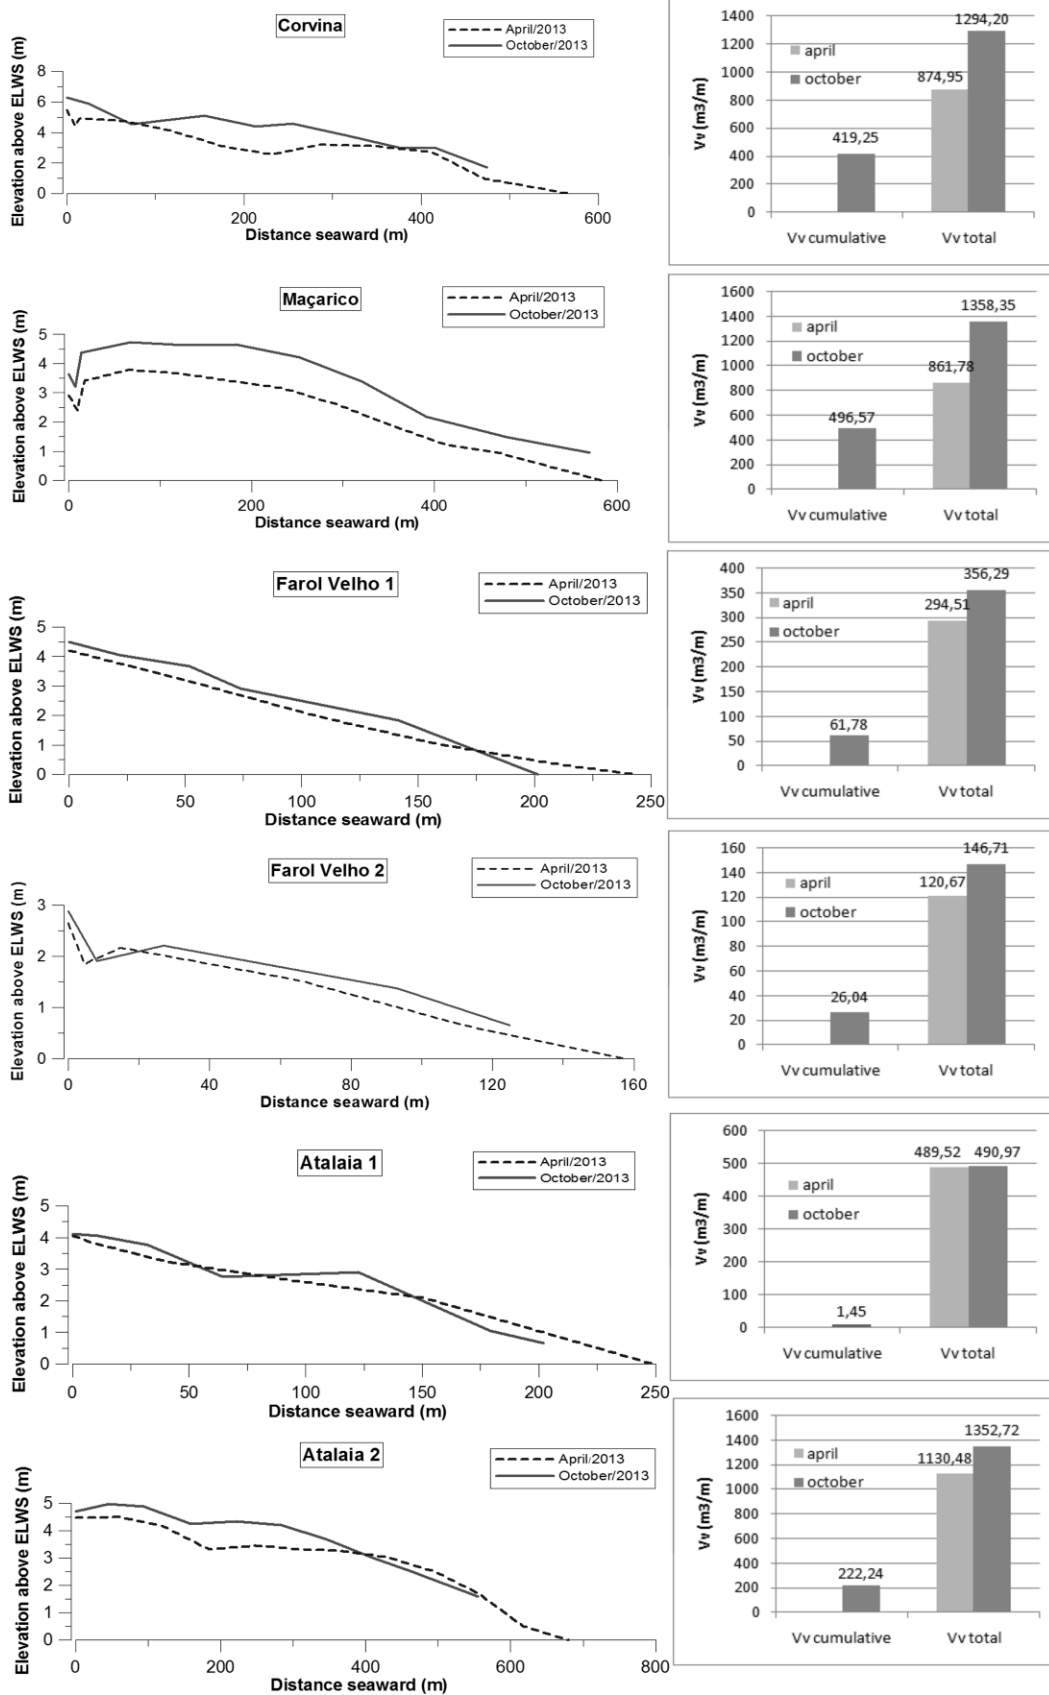 Corvina
April/2013
October/2013
Elevation above ELWS (m)
8
6
4
2
0
0 200 400 600
Distance seaward (m)
1400
1200
1000
800
600
400
200
0
Vv (m3/m)
april
october
419,25
874,95
1294,20
Vv cumulative Vv total
Maçarico
April/2013
October/2013
Elevation above ELWS (m)
5
4
3
2
1
0
0 200 400 600
Distance seaward (m)
1600
1400
1200
1000
800
600
400
200
0
Vv (m3/m)
april
october
496,57
861,78
1358,35
Vv cumulative Vv total
Farol Velho 1
April/2013
October/2013
Elevation above ELWS (m)
5
4
3
2
1
0
0 50 100 150 200 250
Distance seaward (m)
400
350
300
250
200
150
100
50
0
Vv (m3/m)
april
october
61,78
294,51
356,29
Vv cumulative Vv total
Farol Velho 2
April/2013
October/2013
Elevation above ELWS (m)
3
2
1
0
0 40 80 120 160
Distance seaward (m)
160
140
120
100
80
60
40
20
0
Vv (m3/m)
april
october
26,04
120,67
146,71
Vv cumulative Vv total
Atalaia 1
April/2013
October/2013
Elevation above ELWS (m)
5
4
3
2
1
0
0 50 100 150 200 250
Distance seaward (m)
600
500
400
300
200
100
0
Vv (m3/m)
april
october
1,45
489,52 490,97
Vv cumulative Vv total
Atalaia 2
April/2013
October/2013
Elevation above ELWS (m)
5
4
3
2
1
0
0 200 400 600 800
Distance seaward (m)
1600
1400
1200
1000
800
600
400
200
0
Vv (m3/m)
april
october
222,24
1130,48
1352,72
Vv cumulative Vv total